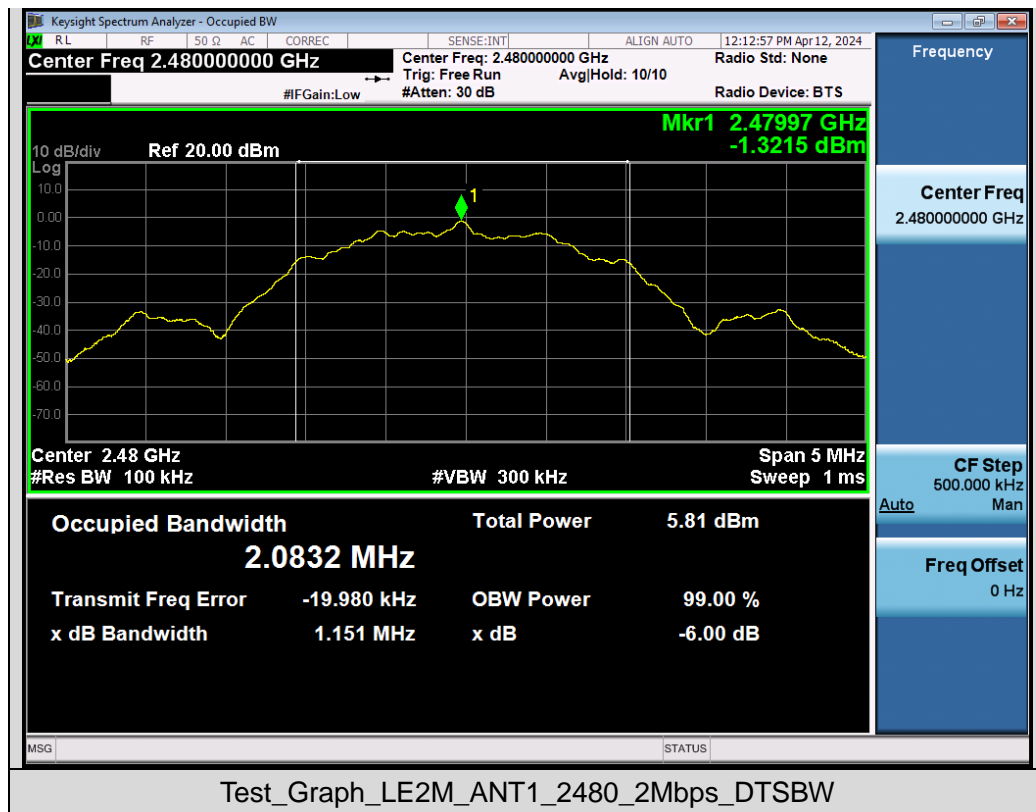 Keysight Spectrum Analyzer - Occupied BW
LXI RL RF 50 Ω AC CORREC SENSE:INT ALIGN AUTO 12:12:57 PM Apr 12, 2024
Center Freq 2.480000000 GHz
Center Freq: 2.480000000 GHz Radio Std: None
Trig: Free Run Avg|Hold: 10/10
#IFGain:Low #Atten: 30 dB Radio Device: BTS
Frequency
Mkr1 2.47997 GHz
-1.3215 dBm
10 dB/div Ref 20.00 dBm
Log
10.0
0.00
-10.0
-20.0
-30.0
-40.0
-50.0
-60.0
-70.0
1
Center 2.48 GHz Span 5 MHz
#Res BW 100 kHz #VBW 300 kHz Sweep 1 ms
Center Freq
2.480000000 GHz
CF Step
500.000 kHz
Auto Man
Freq Offset
0 Hz
Occupied Bandwidth Total Power 5.81 dBm
2.0832 MHz
Transmit Freq Error -19.980 kHz OBW Power 99.00 %
x dB Bandwidth 1.151 MHz x dB -6.00 dB
MSG STATUS
Test_Graph_LE2M_ANT1_2480_2Mbps_DTSBW